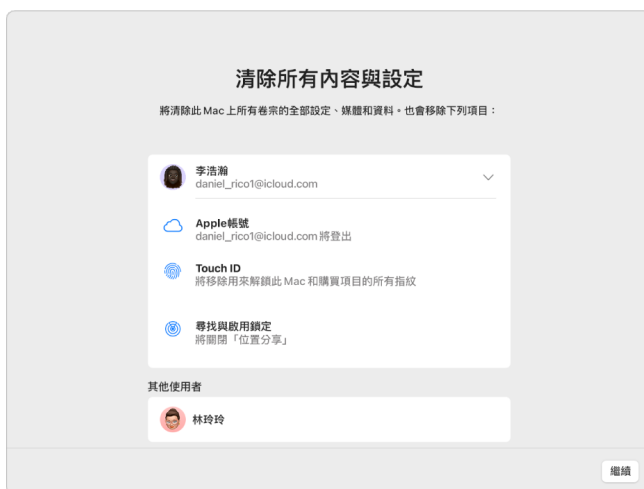 清除所有內容與設定
將清除此 Mac 上所有卷宗的全部設定、媒體和資料。也會移除下列項目：
李浩瀚
daniel_rico1@icloud.com
Apple帳號
daniel_rico1@icloud.com 將登出
Touch ID
將移除用來解鎖此 Mac 和購買項目的所有指紋
尋找與啟用鎖定
將關閉「位置分享」
其他使用者
林玲玲
繼續